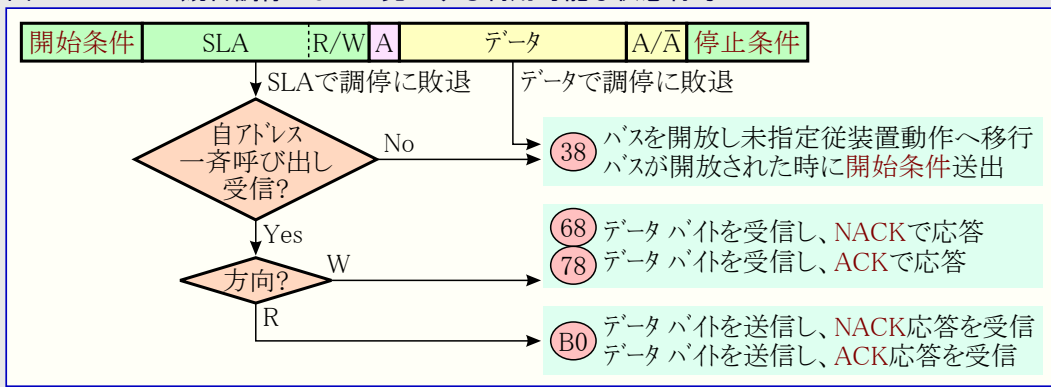 開始条件 SLA R/W A データ A/A̅ 停止条件
SLAで調停に敗退 データで調停に敗退
自アドレス
一斉呼び出し
受信?
No
38
バスを開放し未指定従装置動作へ移行
バスが開放された時に開始条件送出
Yes
68 データ バイトを受信し、NACKで応答
78 データ バイトを受信し、ACKで応答
方向?
W
R
B0
データ バイトを送信し、NACK応答を受信
データ バイトを送信し、ACK応答を受信